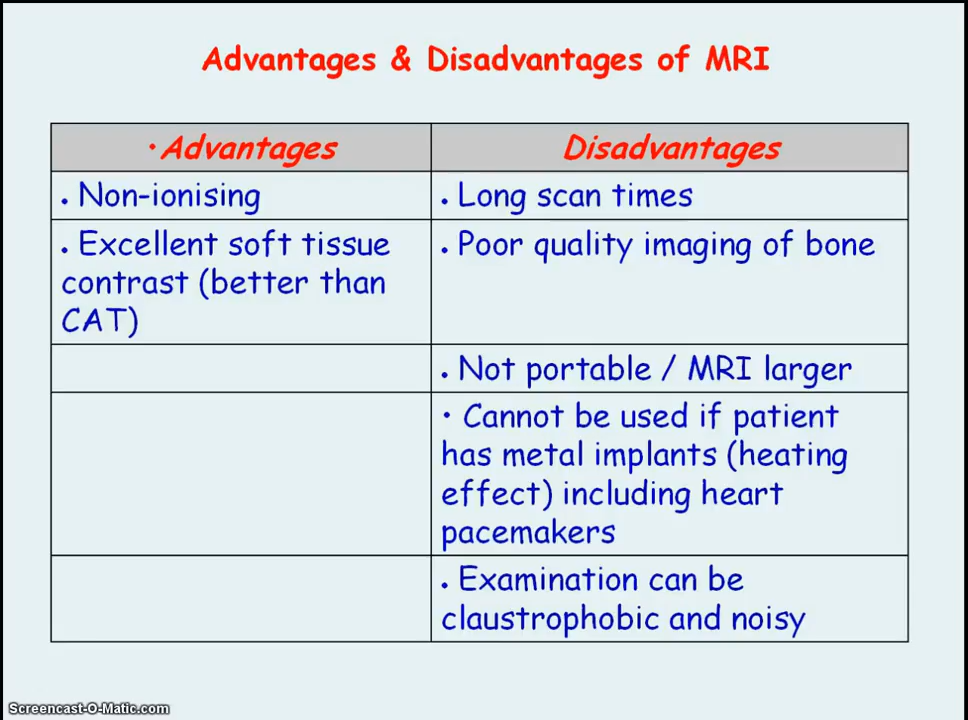 Advantages & Disadvantages of MRI
•Advantages
Disadvantages
• Non-ionising
• Long scan times
• Excellent soft tissue
contrast (better than
CAT)
• Poor quality imaging of bone
• Not portable / MRI larger
• Cannot be used if patient
has metal implants (heating
effect) including heart
pacemakers
• Examination can be
claustrophobic and noisy
Screencast-O-Matic.com